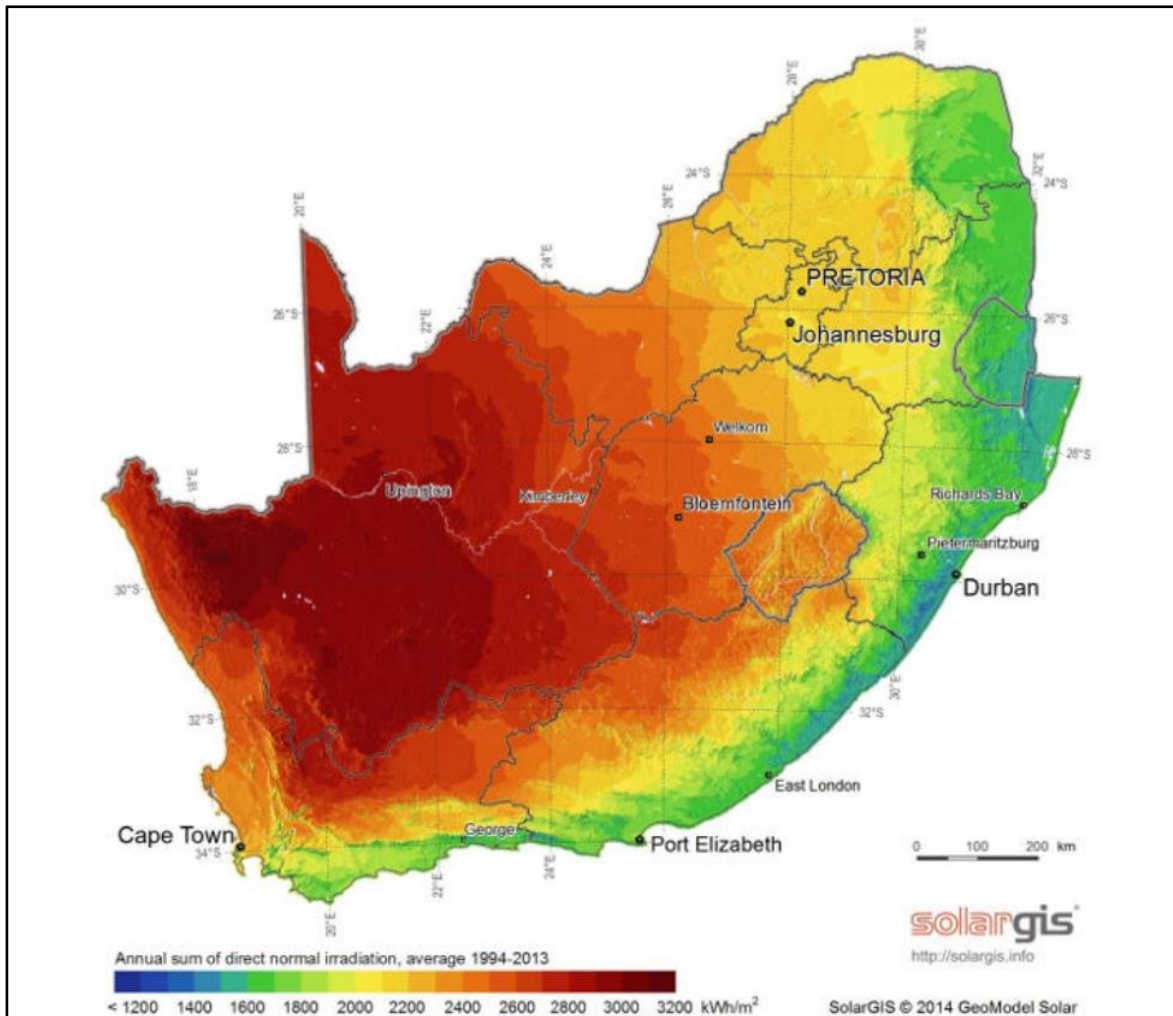 30°E
28°E
32°E
24°S
24°S
26°E
20°E
24°E
PRETORIA
26°S
22°E
26°S
Johannesburg
Welkom
28°S
28°S
18°E
Upington
Kimberley
Bloemfontein
Richards Bay
Pietermaritzburg
30°S
Durban
30°E
32°S
32°S
East London
Cape Town
George
Port Elizabeth
34°S
22°E
24°E
20°E
0 100 200 km
solargis
http://solargis.info
Annual sum of direct normal irradiation, average 1994-2013
< 1200 1400 1600 1800 2000 2200 2400 2600 2800 3000 3200 kWh/m²
SolarGIS © 2014 GeoModel Solar